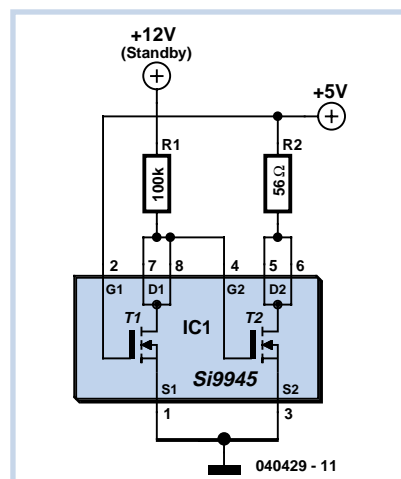 +12V
(Standby)
+5V
R1
R2
100k
56Ω
2 7 8 4 5 6
G1 D1 G2 D2
T1 IC1 T2
Si9945
S1 S2
1 3
040429 - 11